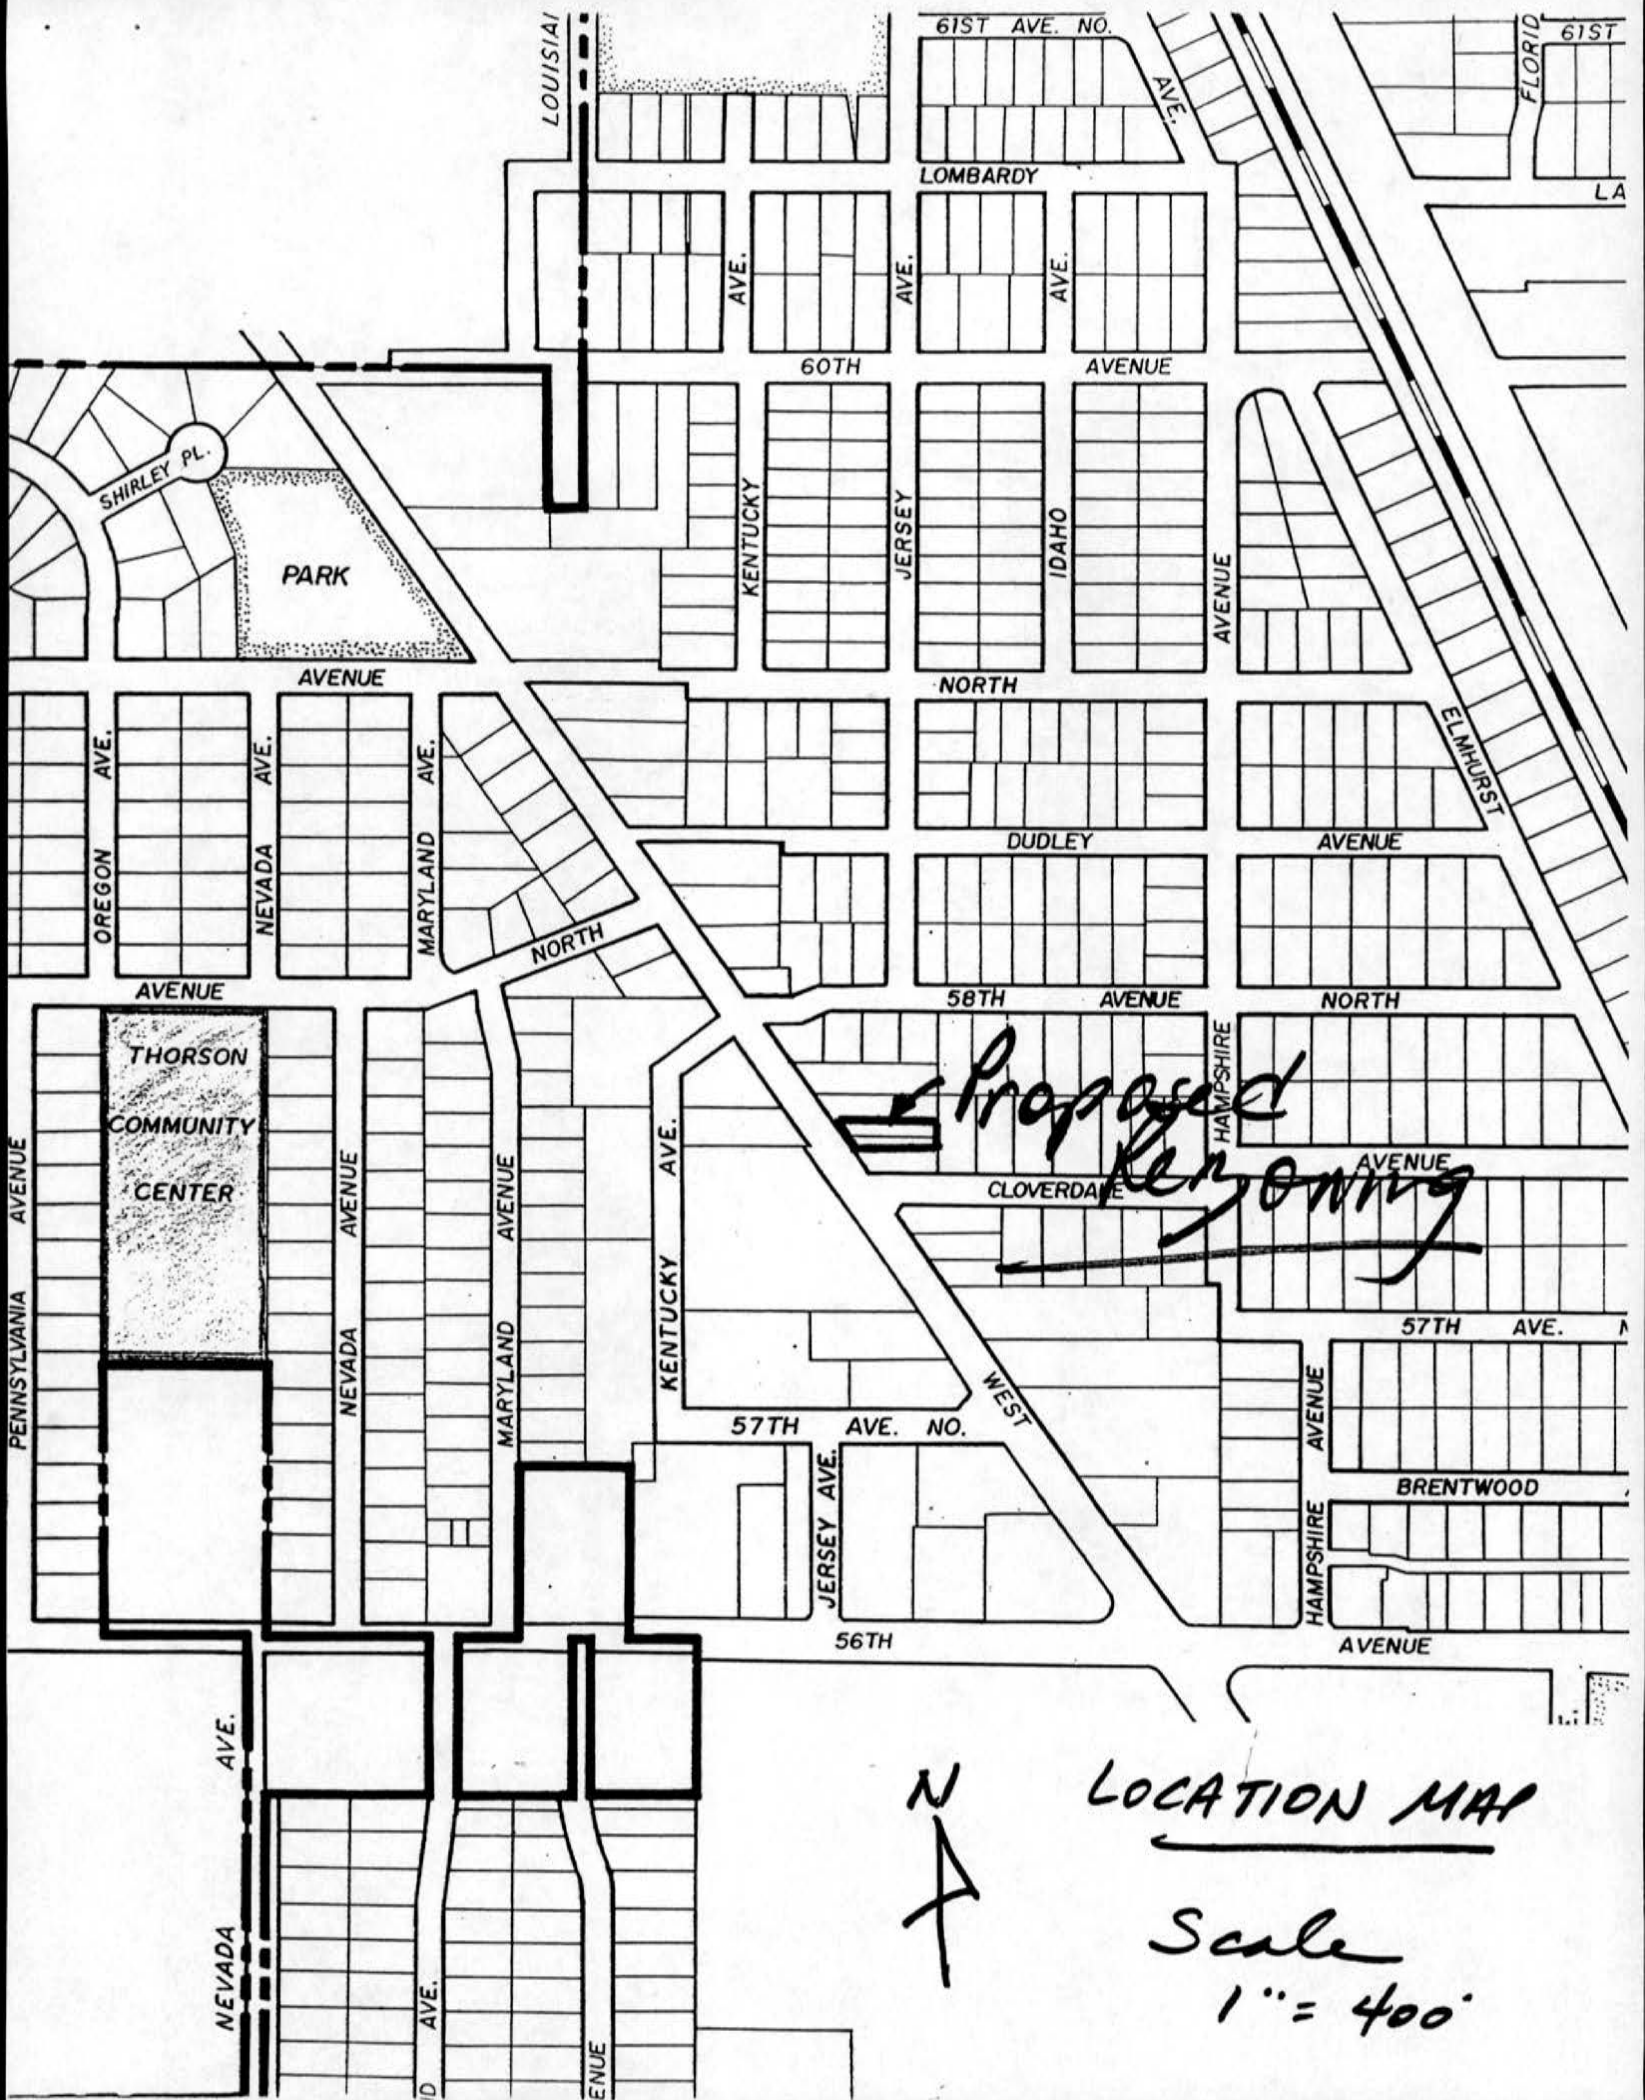 61ST AVE. NO.
LOUISIAI
AVE.
FLORID
61ST
LOMBARDY
LA
AVE.
AVE.
AVE.
60TH
AVENUE
SHIRLEY PL.
PARK
KENTUCKY
JERSEY
IDAHO
AVENUE
AVENUE
NORTH
ELMHURST
OREGON AVE.
NEVADA AVE.
MARYLAND AVE.
DUDLEY
AVENUE
NORTH
AVENUE
58TH
AVENUE
NORTH
THORSON
COMMUNITY
CENTER
HAMPSHIRE
Proposed
Rezoning
AVENUE
CLOVERDALE
PENNSYLVANIA AVENUE
NEVADA AVENUE
MARYLAND AVENUE
KENTUCKY AVE.
57TH AVE. N
WEST
57TH AVE. NO.
JERSEY AVE.
HAMPSHIRE AVENUE
BRENTWOOD
56TH
AVENUE
NEVADA AVE.
N
LOCATION MAP
Scale
1" = 400'
D AVE.
ENUE